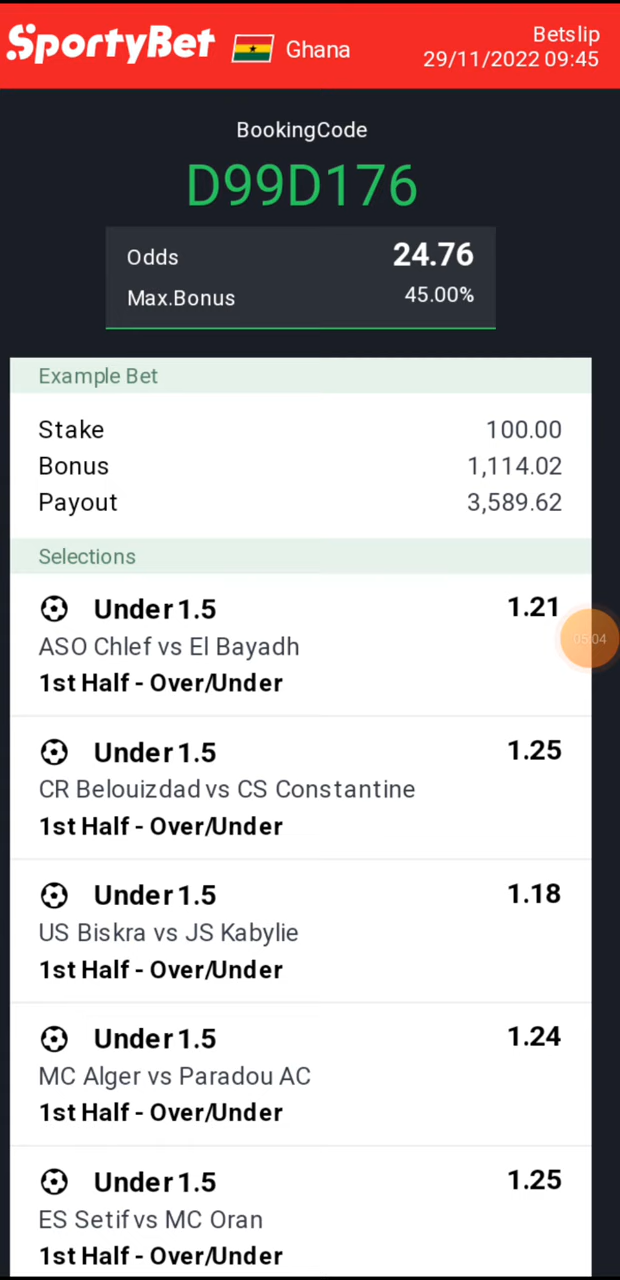 SportyBet Ghana Betslip
29/11/2022 09:45
BookingCode
D99D176
Odds 24.76
Max.Bonus 45.00%
Example Bet
Stake 100.00
Bonus 1,114.02
Payout 3,589.62
Selections
Under 1.5 1.21
ASO Chlef vs El Bayadh
05:04
1st Half - Over/Under
Under 1.5 1.25
CR Belouizdad vs CS Constantine
1st Half - Over/Under
Under 1.5 1.18
US Biskra vs JS Kabylie
1st Half - Over/Under
Under 1.5 1.24
MC Alger vs Paradou AC
1st Half - Over/Under
Under 1.5 1.25
ES Setif vs MC Oran
1st Half - Over/Under